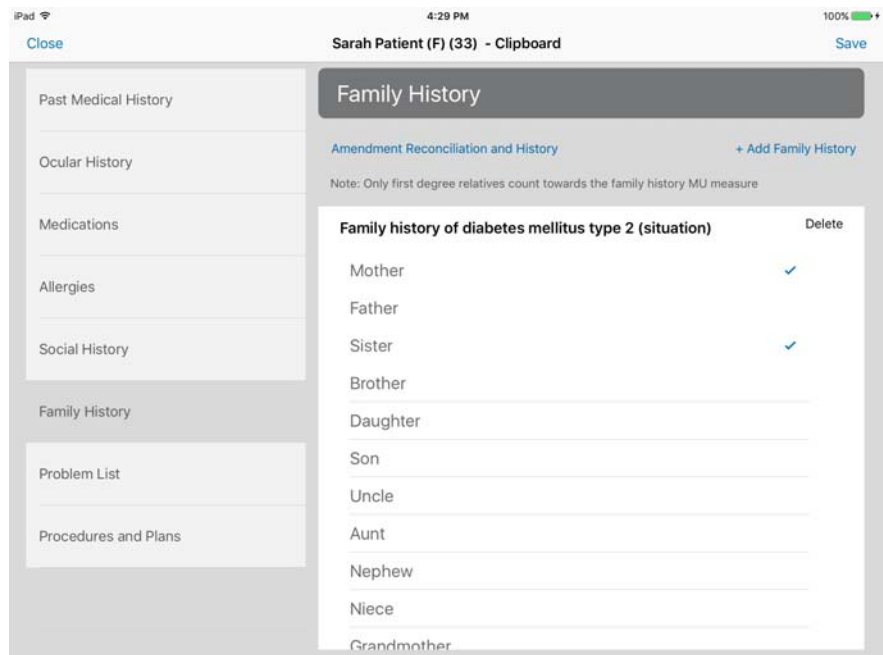 iPad 4:29 PM 100%
Close Sarah Patient (F) (33) - Clipboard Save
Past Medical History
Ocular History
Medications
Allergies
Social History
Family History
Problem List
Procedures and Plans
Family History
Amendment Reconciliation and History + Add Family History
Note: Only first degree relatives count towards the family history MU measure
Family history of diabetes mellitus type 2 (situation) Delete
Mother
Father
Sister
Brother
Daughter
Son
Uncle
Aunt
Nephew
Niece
Grandmother